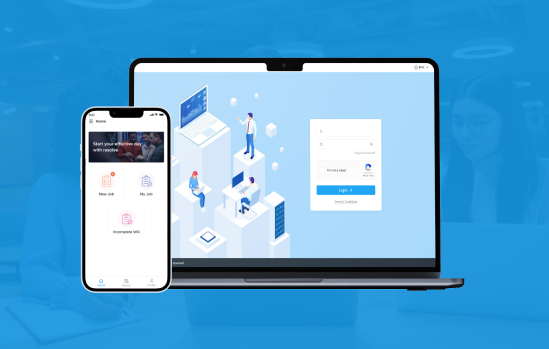 ENG
Home
Start your effective day
with resolve
New Job
My Job
Incomplete WO
Forgot Password?
I'm not a robot
Login
Terms & Conditions